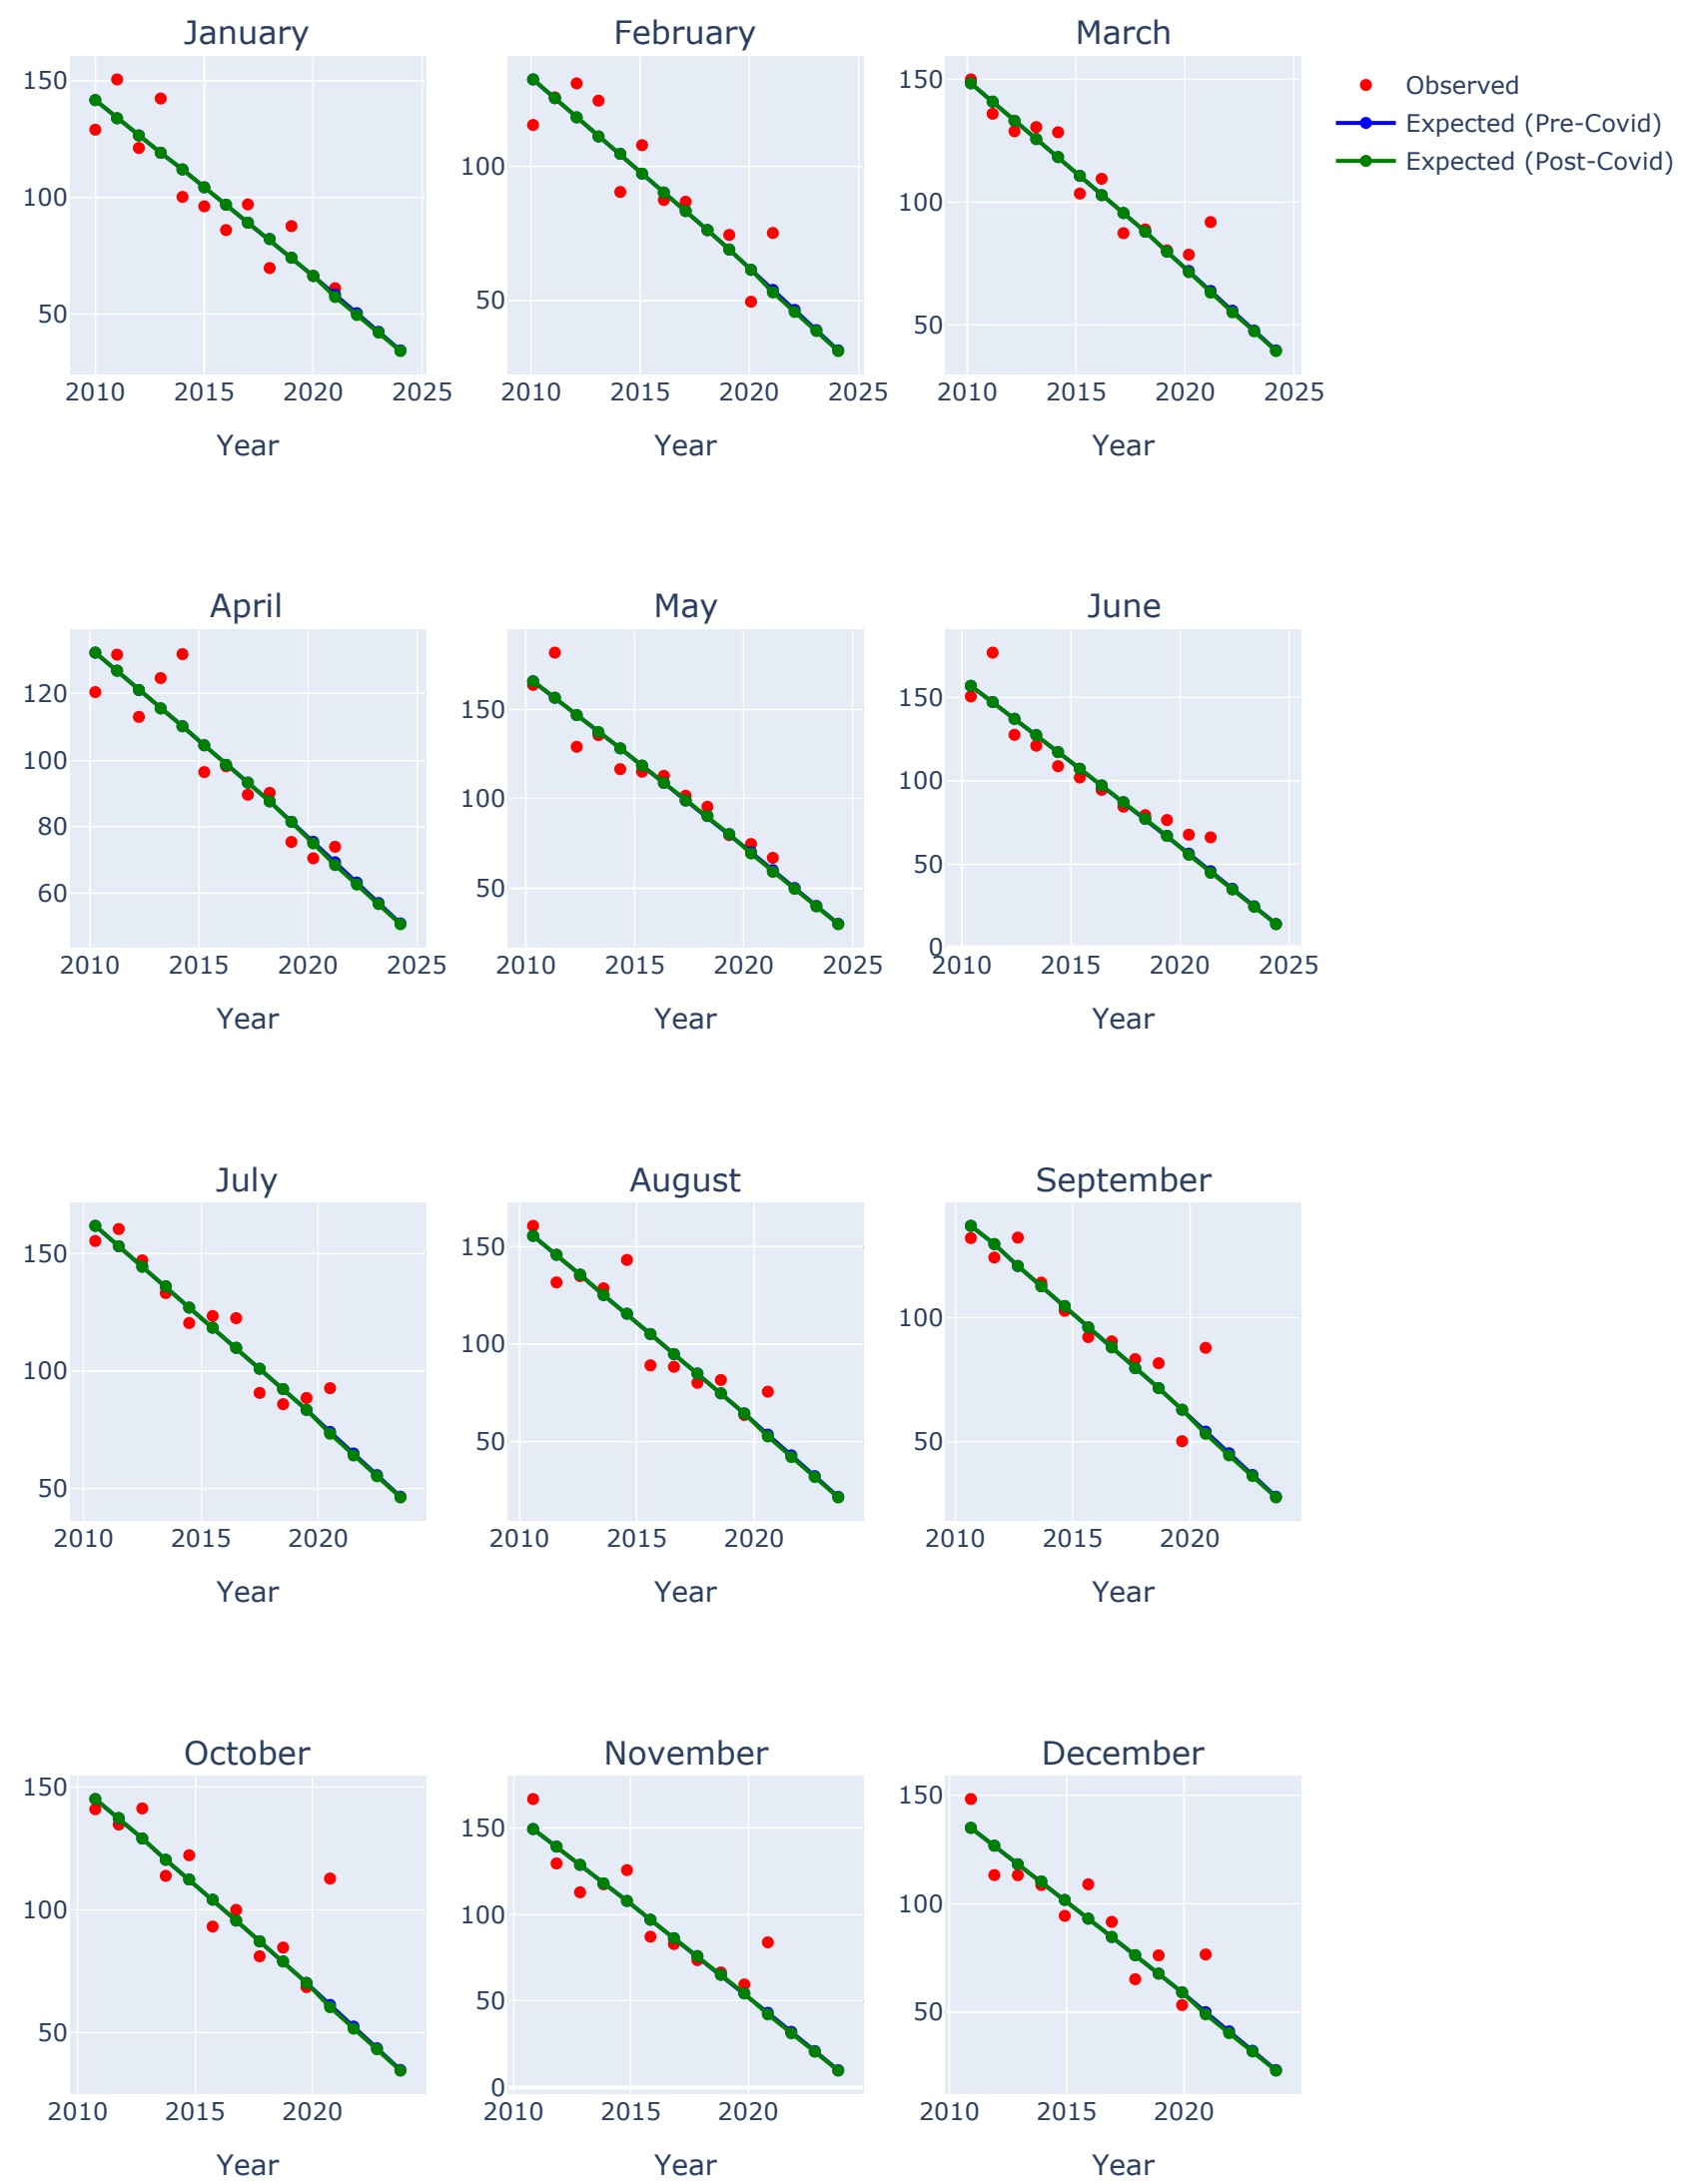 January
February
March
Observed
Expected (Pre-Covid)
Expected (Post-Covid)
150
100
50
2010
2015
2020
2025
Year
100
50
2010
2015
2020
2025
Year
150
100
50
2010
2015
2020
2025
Year
April
May
June
120
100
80
60
2010
2015
2020
2025
Year
150
100
50
2010
2015
2020
2025
Year
150
100
50
0
2010
2015
2020
2025
Year
July
August
September
150
100
50
2010
2015
2020
Year
150
100
50
2010
2015
2020
Year
100
50
2010
2015
2020
Year
October
November
December
150
100
50
2010
2015
2020
Year
150
100
50
0
2010
2015
2020
Year
150
100
50
2010
2015
2020
Year